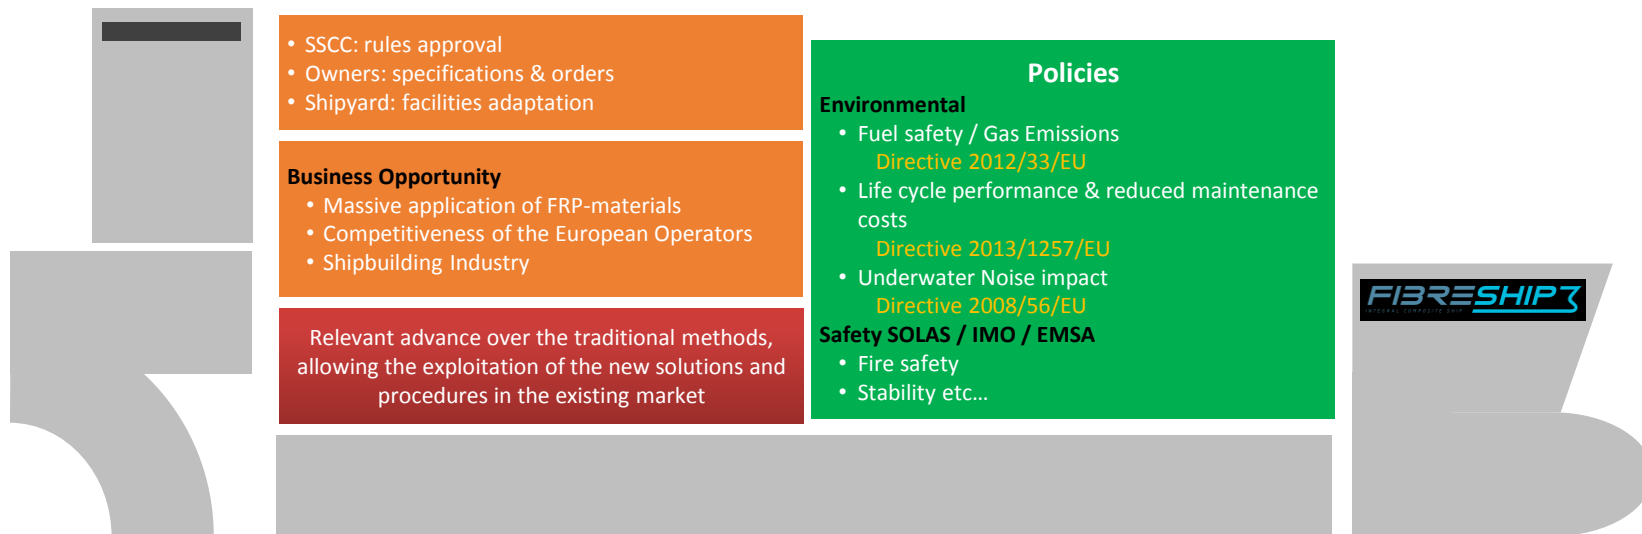 • SSCC: rules approval
• Owners: specifications & orders
• Shipyard: facilities adaptation
Business Opportunity
• Massive application of FRP-materials
• Competitiveness of the European Operators
• Shipbuilding Industry
Relevant advance over the traditional methods,
allowing the exploitation of the new solutions and
procedures in the existing market
Policies
Environmental
• Fuel safety / Gas Emissions
Directive 2012/33/EU
• Life cycle performance & reduced maintenance
costs
Directive 2013/1257/EU
• Underwater Noise impact
Directive 2008/56/EU
Safety SOLAS / IMO / EMSA
• Fire safety
• Stability etc…
FIBRESHIP
INTEGRAL COMPOSITE SHIP